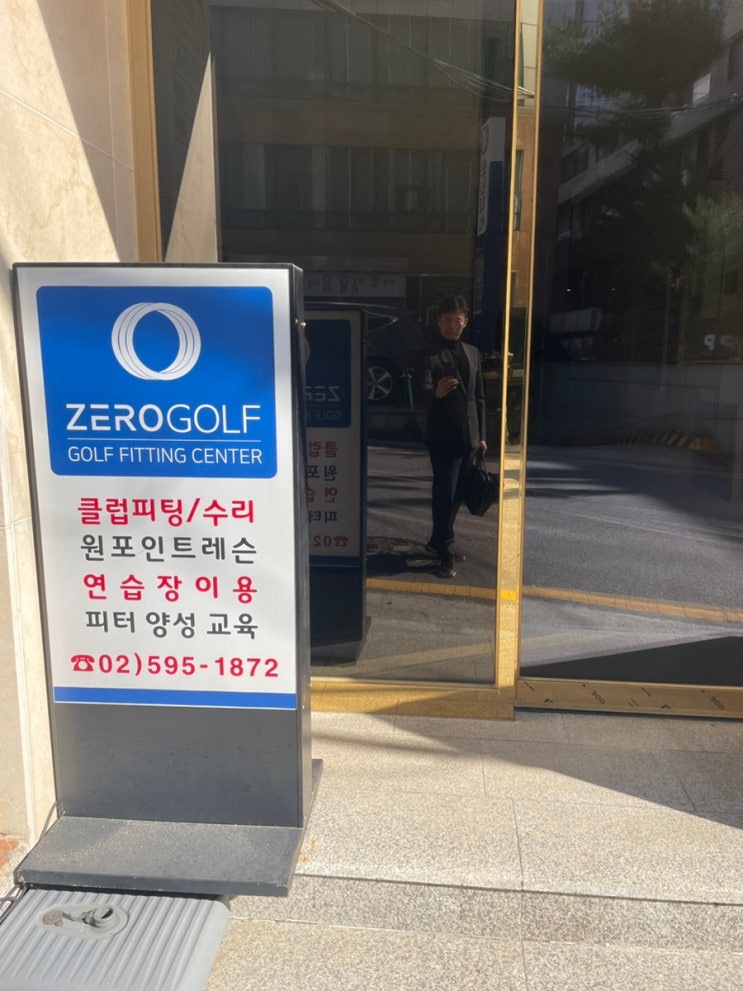 ZEROGOLF
GOLF FITTING CENTER
클럽피팅/수리
원포인트레슨
연습장이용
피터 양성 교육
☎02)595-1872